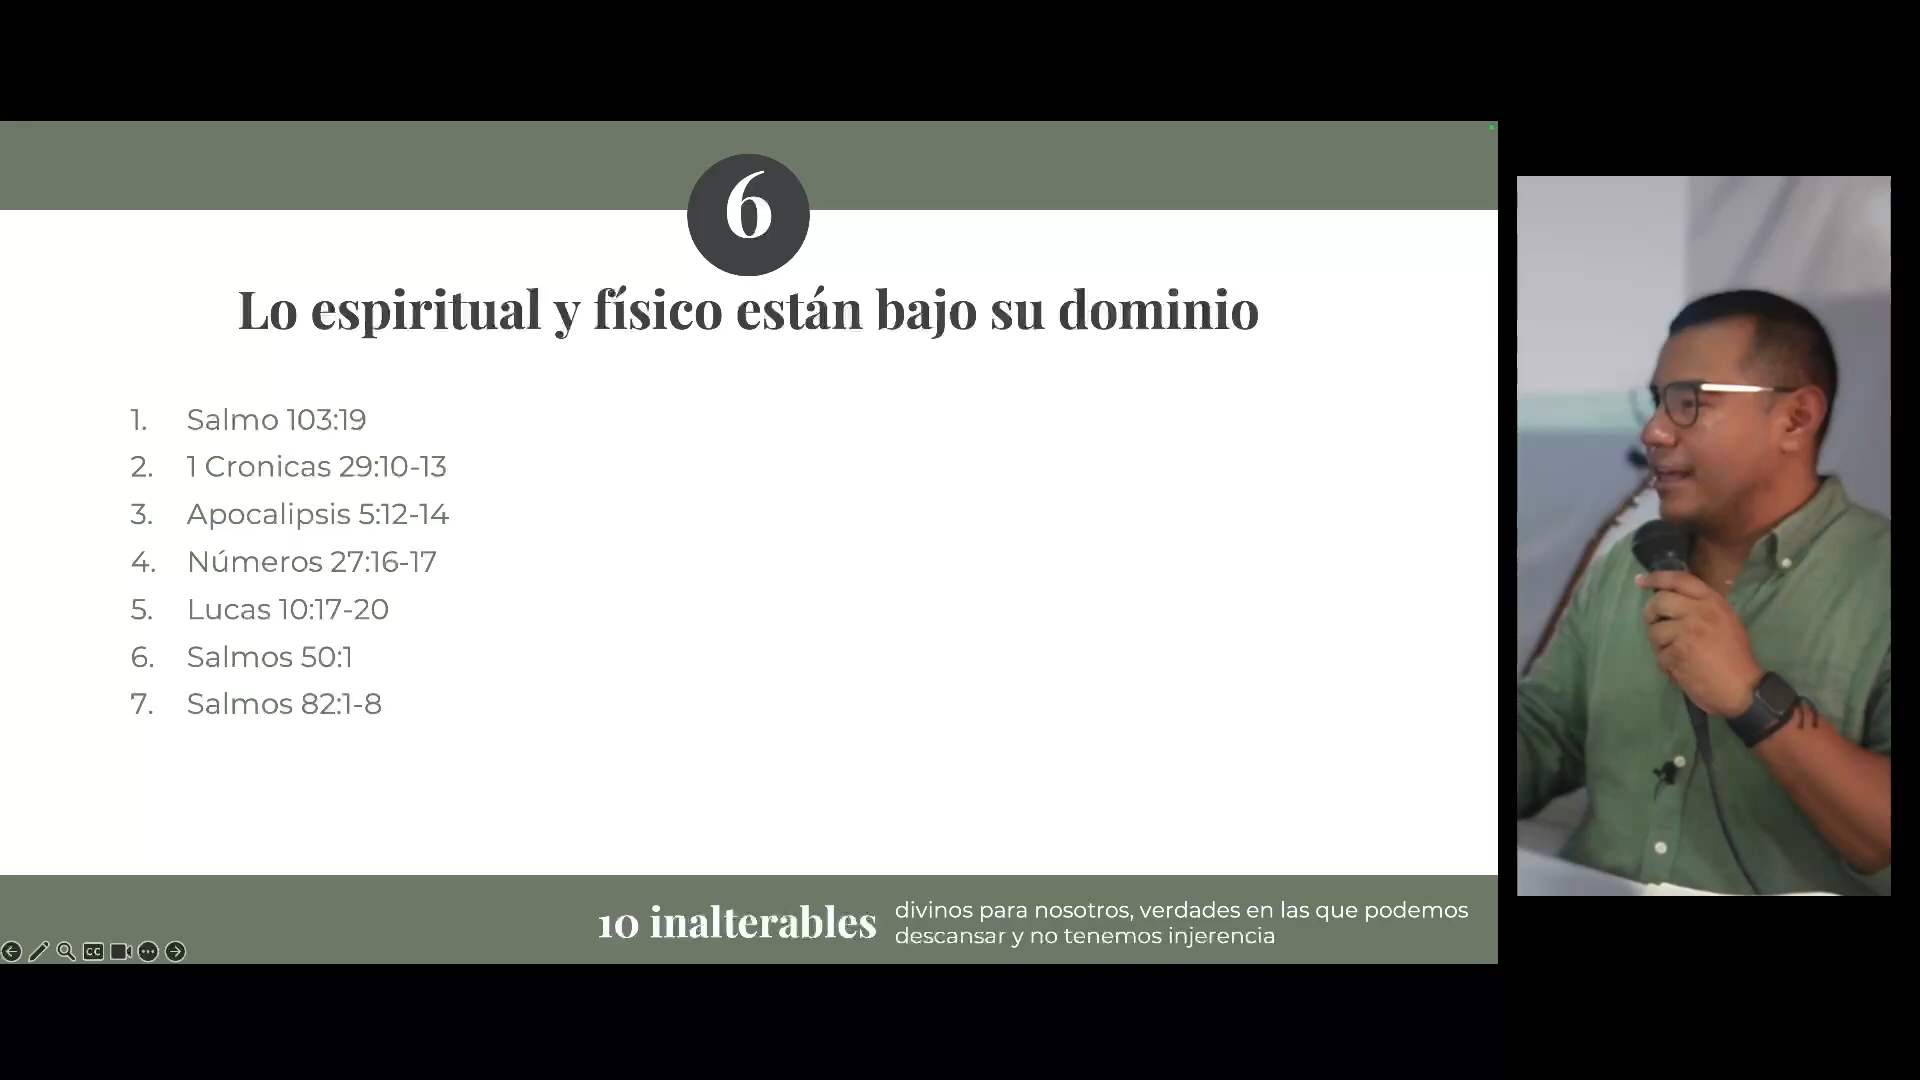 6
Lo espiritual y físico están bajo su dominio
1. Salmo 103:19
2. 1 Cronicas 29:10-13
3. Apocalipsis 5:12-14
4. Números 27:16-17
5. Lucas 10:17-20
6. Salmos 50:1
7. Salmos 82:1-8
10 inalterables
divinos para nosotros, verdades en las que podemos
descansar y no tenemos injerencia
CC